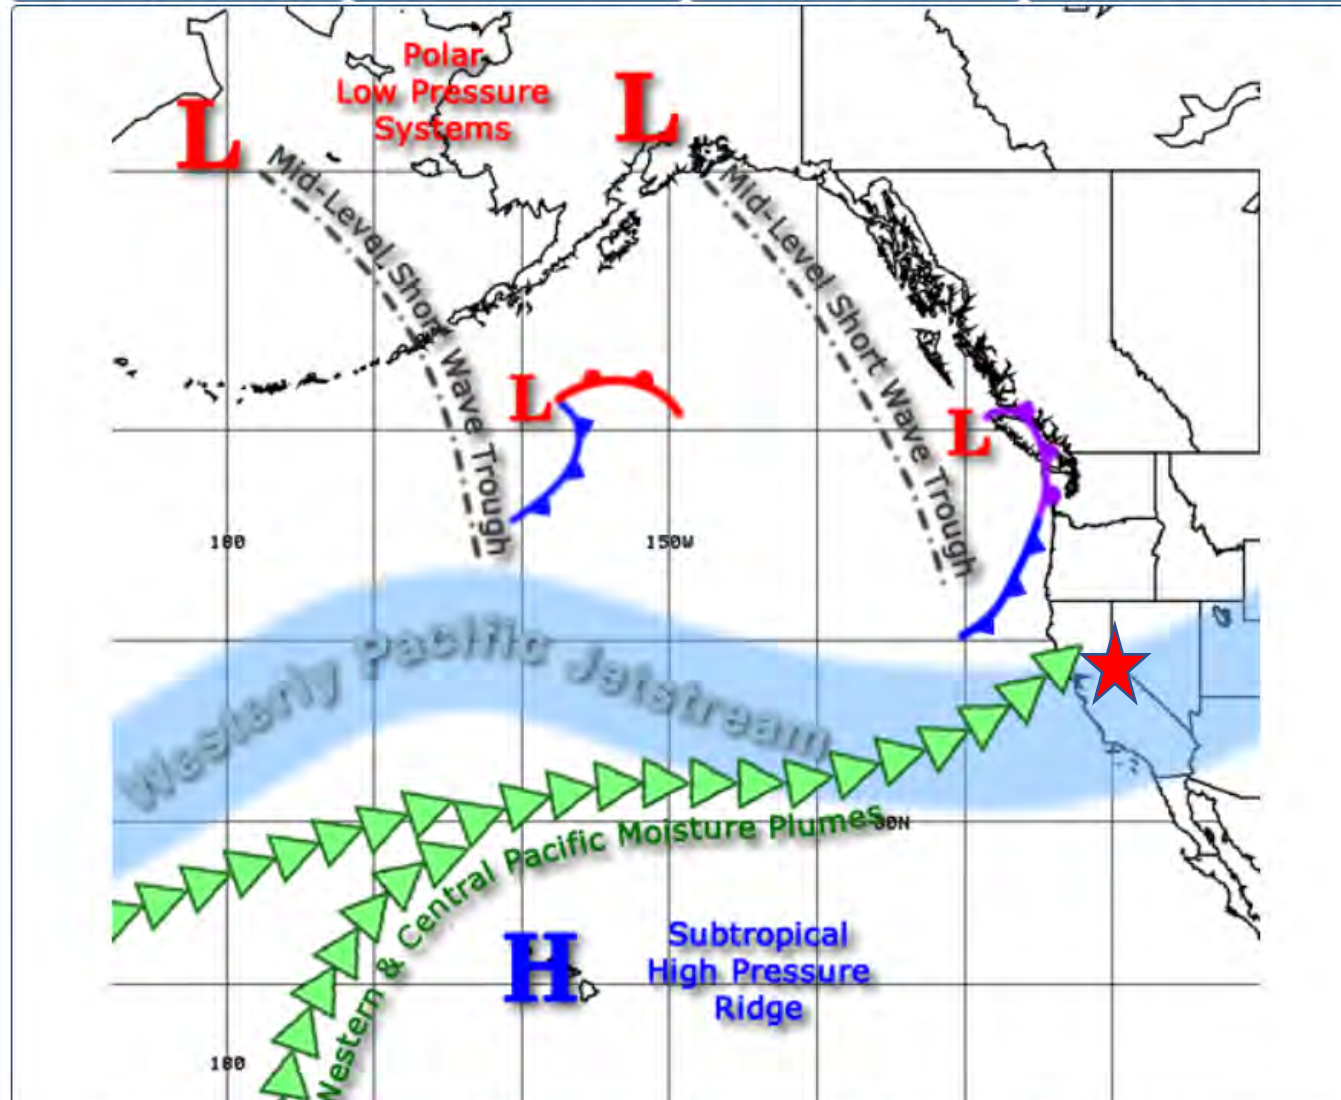 Polar
Low Pressure
Systems
L
L
Mid-Level Short Wave Trough
Mid-Level Short Wave Trough
L
L
180
150W
Westerly Pacific Jetstream
30N
Western & Central Pacific Moisture Plumes
H
Subtropical
High Pressure
Ridge
180